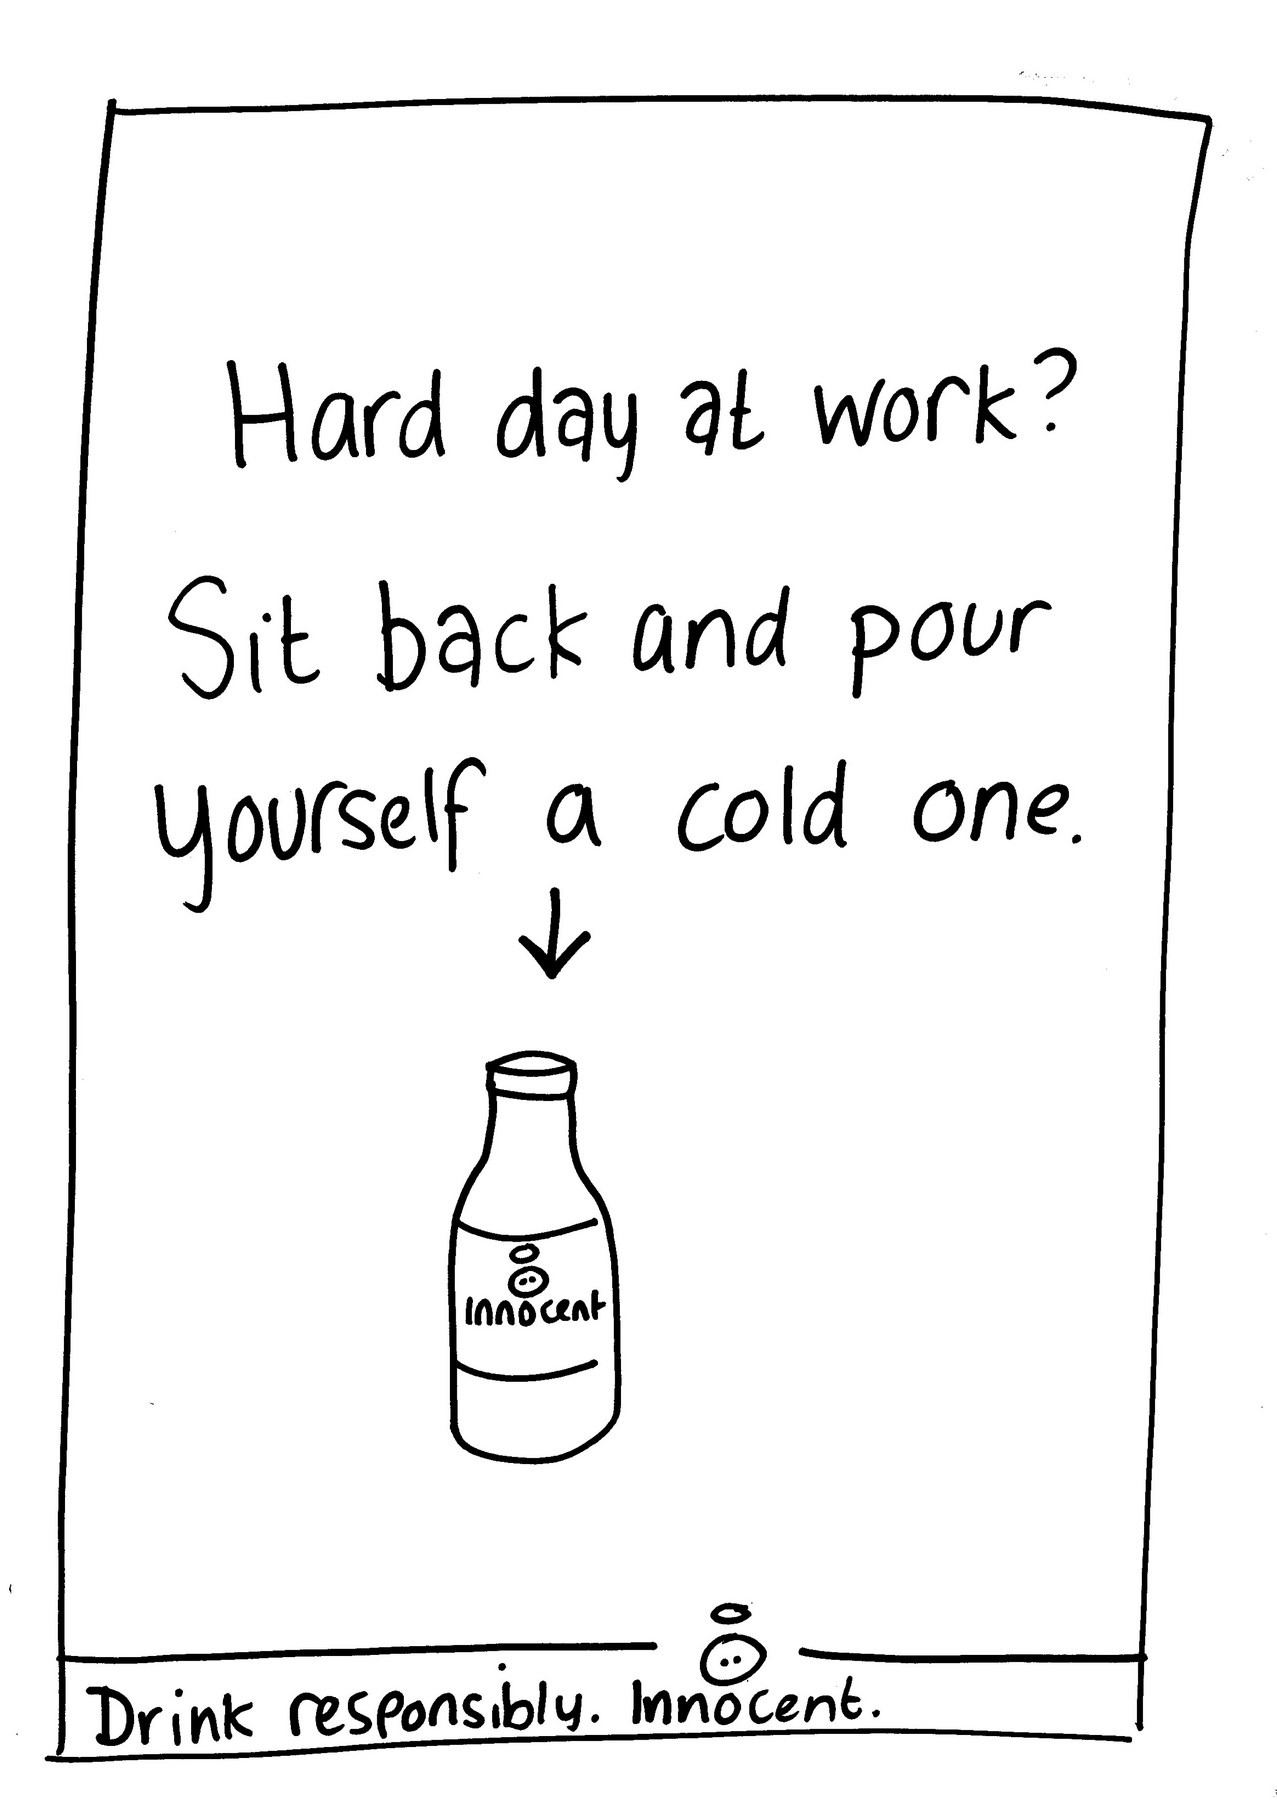 Hard day at work?
Sit back and pour
yourself a cold one.
Innocent
Drink responsibly. Innocent.